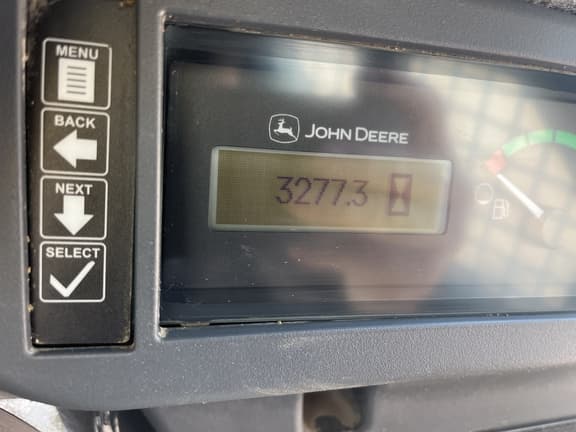 MENU
BACK
NEXT
SELECT
JOHN DEERE
3277.3